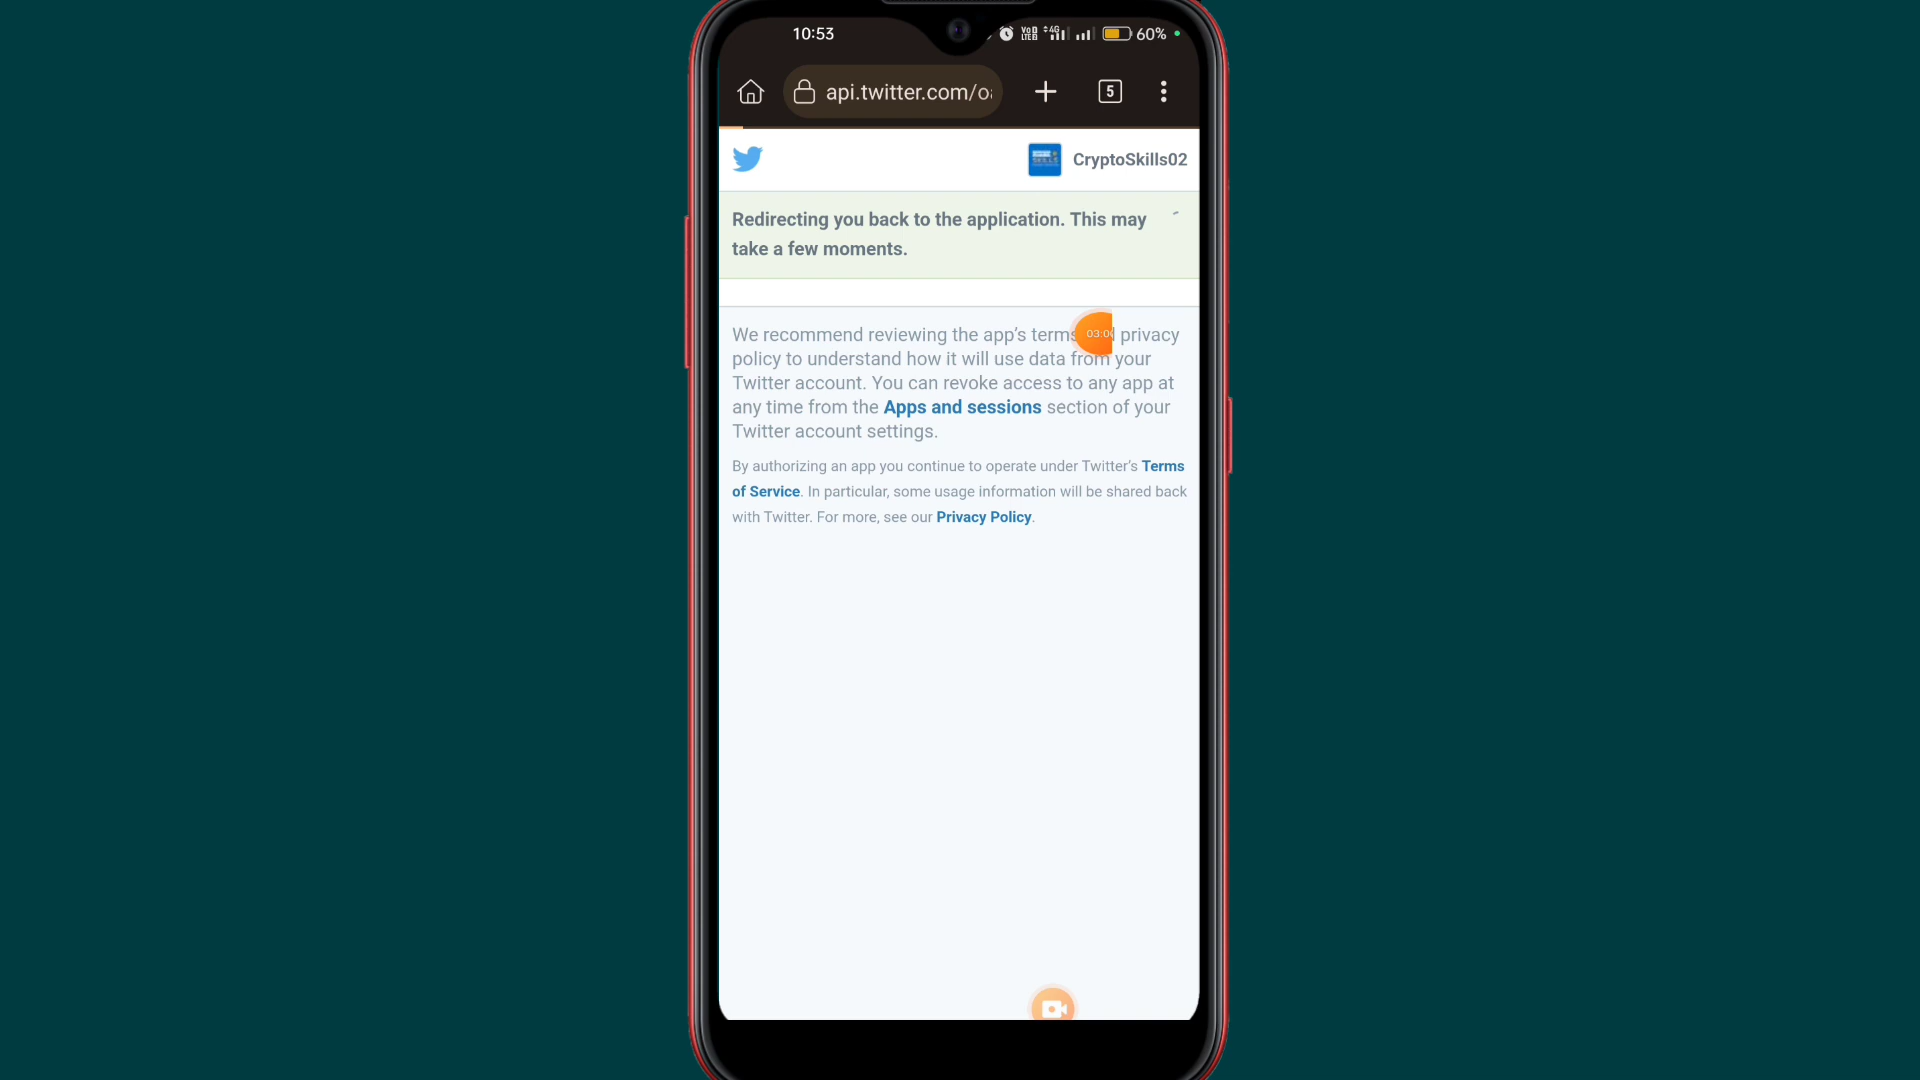 10:53
4G
60%
api.twitter.com/o
5
CryptoSkills02
Redirecting you back to the application. This may
take a few moments.
We recommend reviewing the app's terms privacy
03:0
policy to understand how it will use data from your
Twitter account. You can revoke access to any app at
any time from the Apps and sessions section of your
Twitter account settings.
By authorizing an app you continue to operate under Twitter's Terms
of Service. In particular, some usage information will be shared back
with Twitter. For more, see our Privacy Policy.